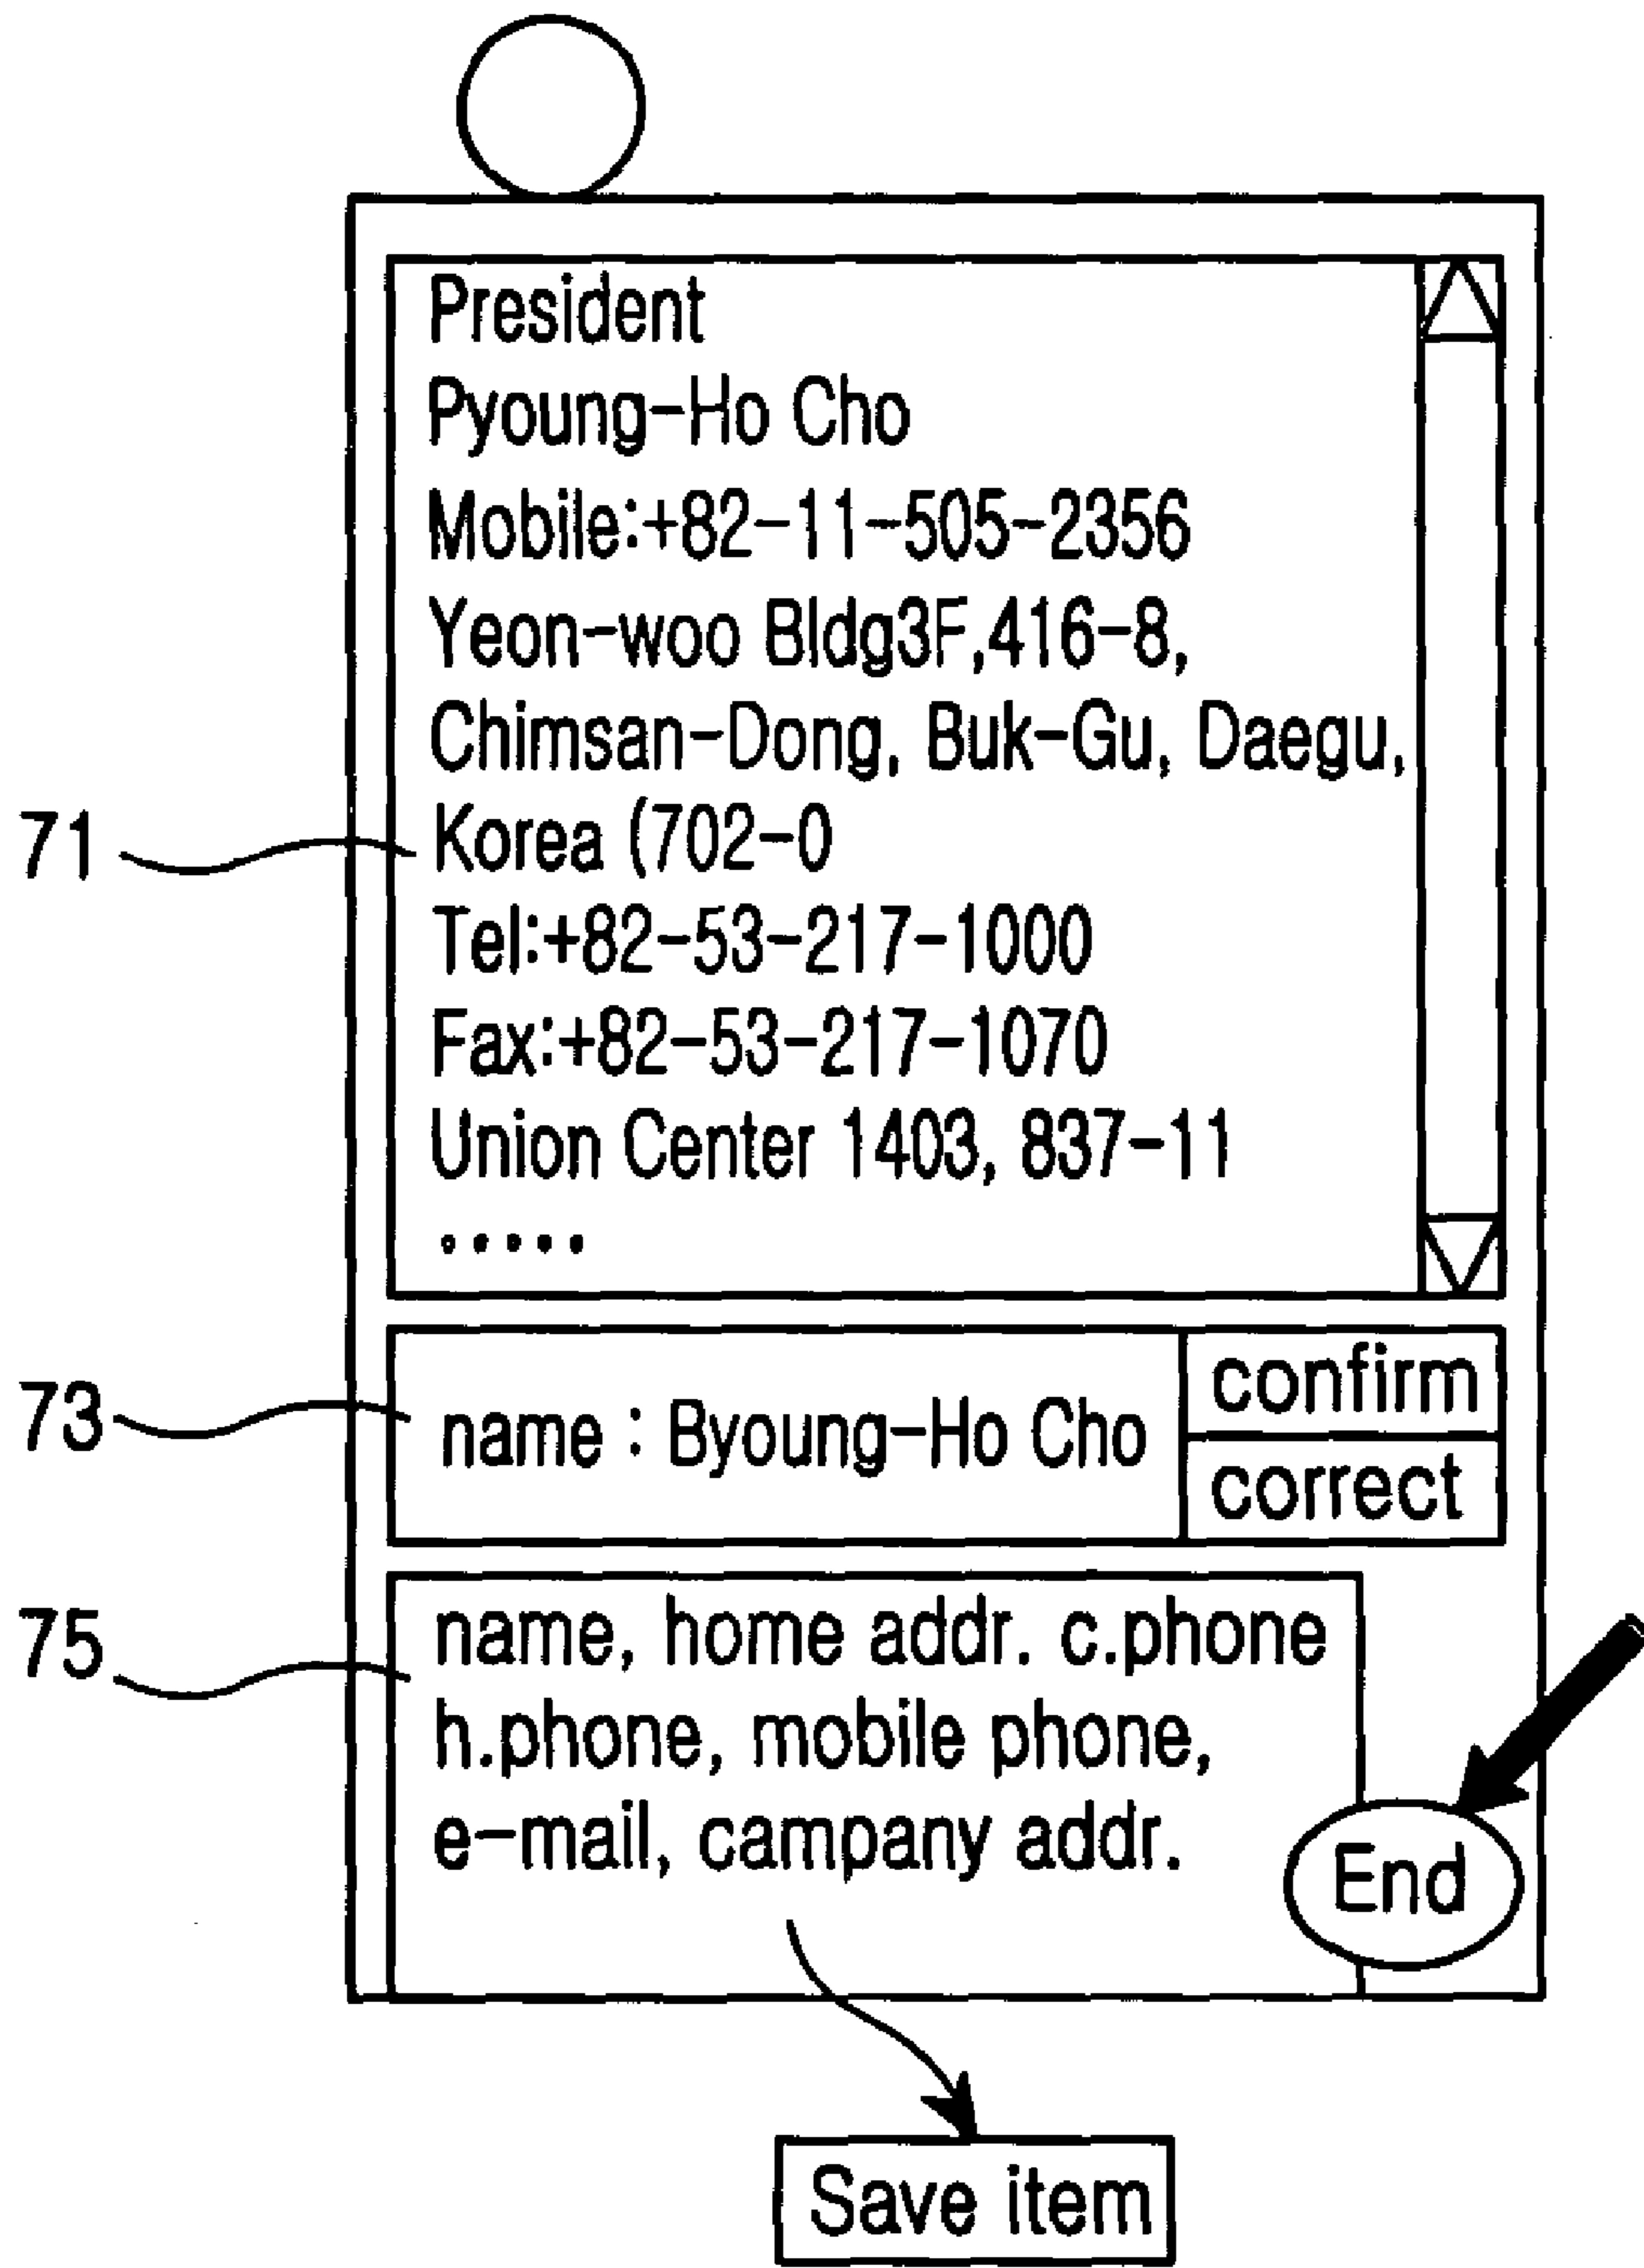 President
Pyoung-Ho Cho
Mobile:+82-11-505-2356
Yeon-woo Bldg3F,416-8,
Chimsan-Dong, Buk-Gu, Daegu,
71
Korea (702-0
Tel:+82-53-217-1000
Fax:+82-53-217-1070
Union Center 1403, 837-11
.....
73
name : Byoung-Ho Cho
confirm
correct
75
name, home addr. c.phone
h.phone, mobile phone,
e-mail, campany addr.
End
Save item